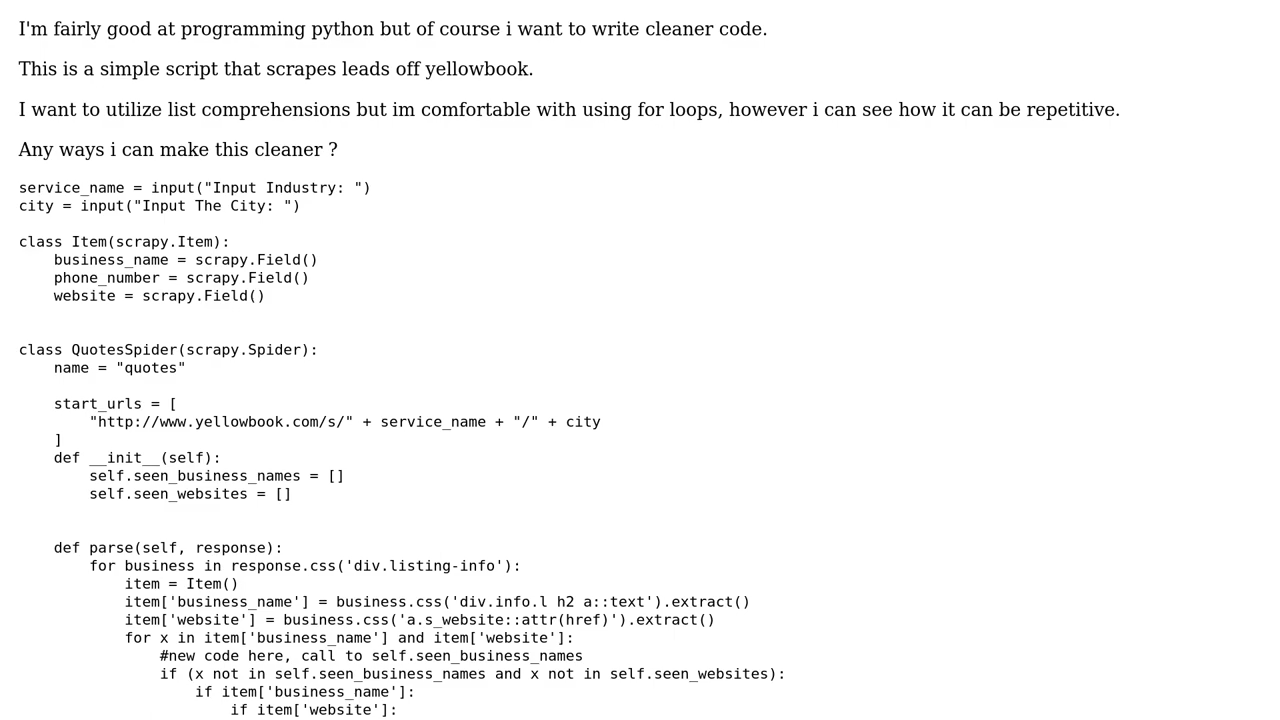 I'm fairly good at programming python but of course i want to write cleaner code.
This is a simple script that scrapes leads off yellowbook.
I want to utilize list comprehensions but im comfortable with using for loops, however i can see how it can be repetitive.
Any ways i can make this cleaner ?
service_name = input("Input Industry: ")
city = input("Input The City: ")
class Item(scrapy.Item):
    business_name = scrapy.Field()
    phone_number = scrapy.Field()
    website = scrapy.Field()
class QuotesSpider(scrapy.Spider):
    name = "quotes"
    start_urls = [
        "http://www.yellowbook.com/s/" + service_name + "/" + city
    ]
    def __init__(self):
        self.seen_business_names = []
        self.seen_websites = []
    def parse(self, response):
        for business in response.css('div.listing-info'):
            item = Item()
            item['business_name'] = business.css('div.info.l h2 a::text').extract()
            item['website'] = business.css('a.s_website::attr(href)').extract()
            for x in item['business_name'] and item['website']:
                #new code here, call to self.seen_business_names
                if (x not in self.seen_business_names and x not in self.seen_websites):
                    if item['business_name']:
                        if item['website']: